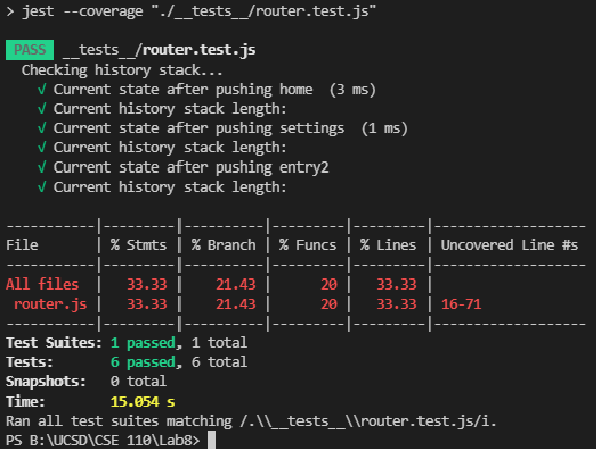 > jest --coverage "./__tests__/router.test.js"
PASS __tests__/router.test.js
Checking history stack...
√ Current state after pushing home (3 ms)
√ Current history stack length:
√ Current state after pushing settings (1 ms)
√ Current history stack length:
√ Current state after pushing entry2
√ Current history stack length:
-----------|---------|----------|---------|---------|-------------------
File | % Stmts | % Branch | % Funcs | % Lines | Uncovered Line #s
-----------|---------|----------|---------|---------|-------------------
All files | 33.33 | 21.43 | 20 | 33.33 |
router.js | 33.33 | 21.43 | 20 | 33.33 | 16-71
-----------|---------|----------|---------|---------|-------------------
Test Suites: 1 passed, 1 total
Tests: 6 passed, 6 total
Snapshots: 0 total
Time: 15.054 s
Ran all test suites matching /.\\__tests__\\router.test.js/i.
PS B:\UCSD\CSE 110\Lab8>